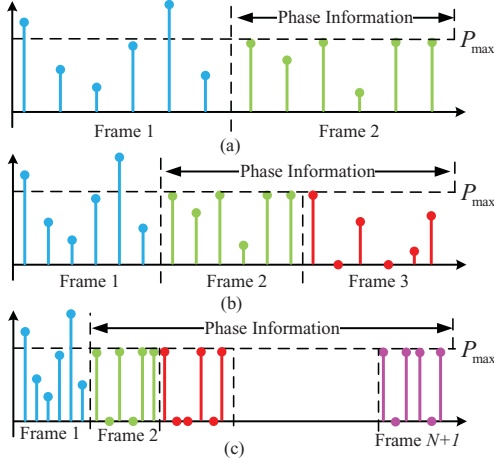 Phase Information
P_max
Frame 1 Frame 2
(a)
Phase Information
P_max
Frame 1 Frame 2 Frame 3
(b)
Phase Information
P_max
Frame 1 Frame 2 Frame N+1
(c)